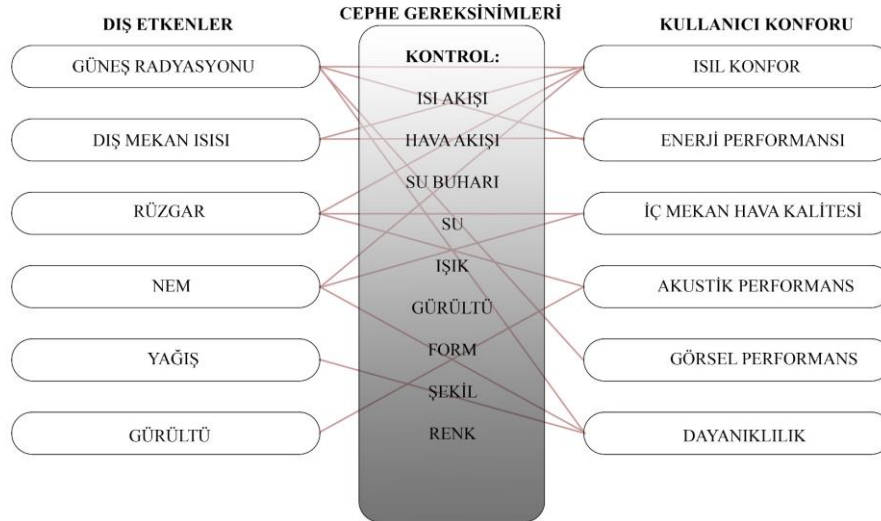 DIŞ ETKENLER
GÜNEŞ RADYASYONU
DIŞ MEKAN ISISI
RÜZGAR
NEM
YAĞIŞ
GÜRÜLTÜ
CEPHE GEREKSİNİMLERİ
KONTROL:
ISI AKIŞI
HAVA AKIŞI
SU BUHARI
SU
IŞIK
GÜRÜLTÜ
FORM
ŞEKİL
RENK
KULLANICI KONFORU
ISIL KONFOR
ENERJİ PERFORMANSI
İÇ MEKAN HAVA KALİTESİ
AKUSTİK PERFORMANS
GÖRSEL PERFORMANS
DAYANIKLILIK